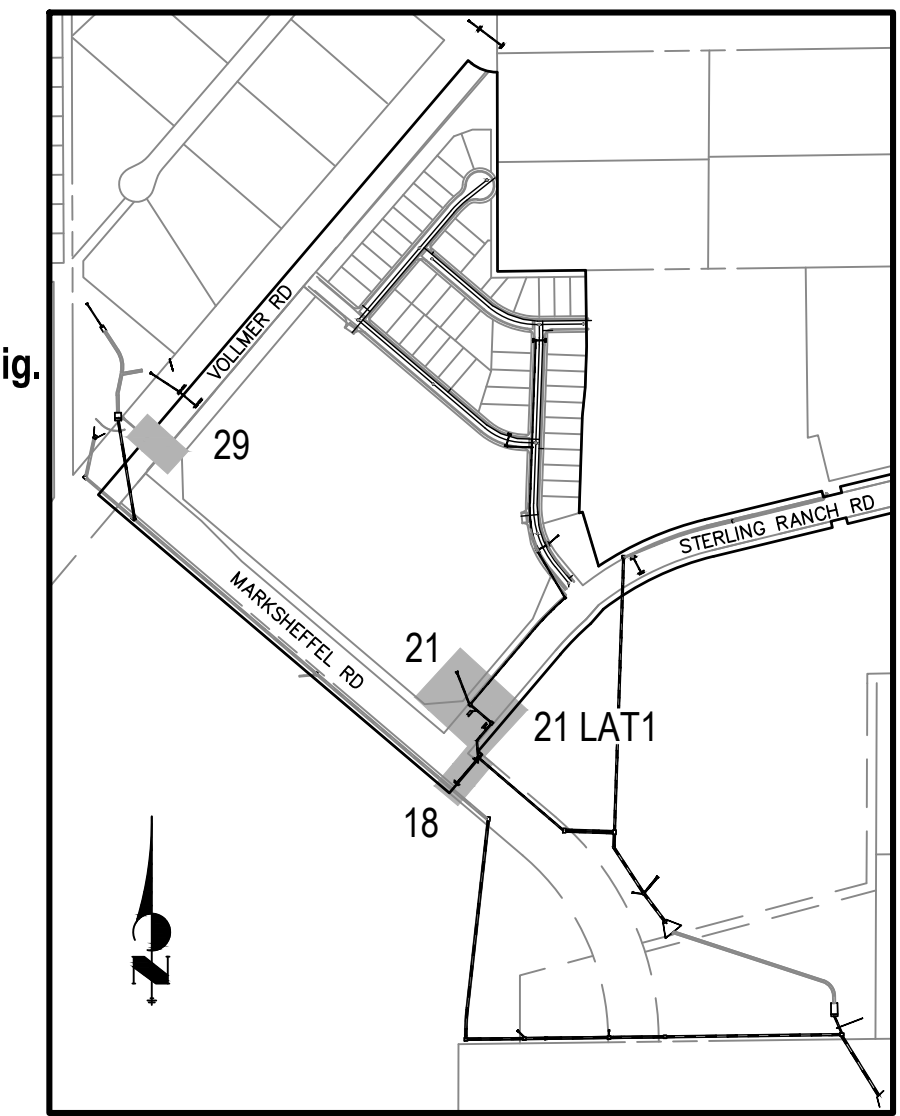 VOLLMER RD
ig.
29
STERLING RANCH RD
MARKSHEFFEL RD
21
21 LAT1
18
N